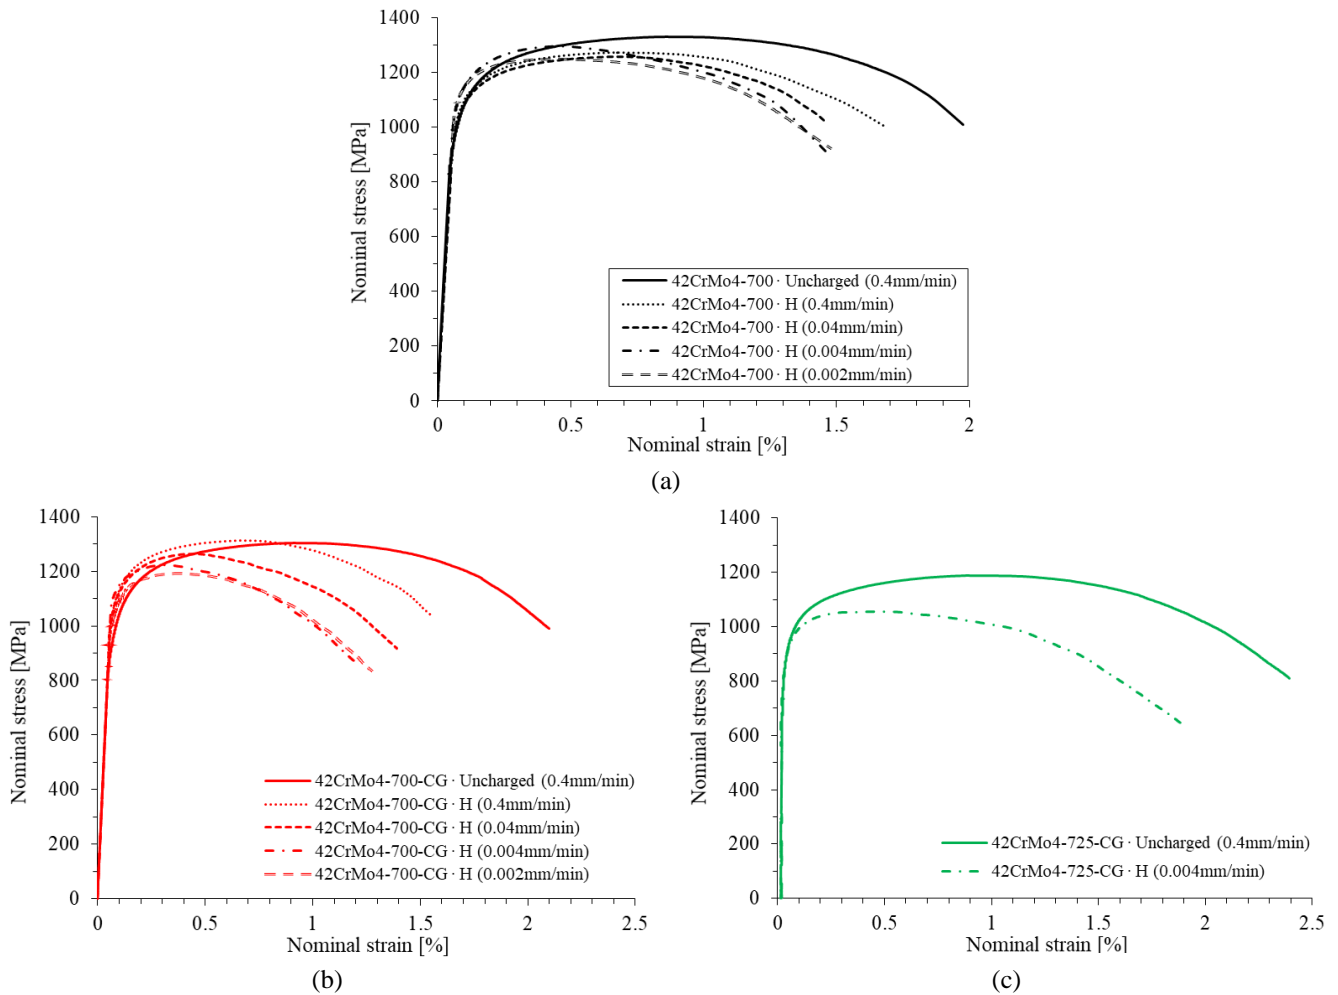 1400
1200
1000
800
600
400
200
0
Nominal stress [MPa]
42CrMo4-700 · Uncharged (0.4mm/min)
42CrMo4-700 · H (0.4mm/min)
42CrMo4-700 · H (0.04mm/min)
42CrMo4-700 · H (0.004mm/min)
42CrMo4-700 · H (0.002mm/min)
0 0.5 1 1.5 2
Nominal strain [%]
(a)
1400
1200
1000
800
600
400
200
0
Nominal stress [MPa]
42CrMo4-700-CG · Uncharged (0.4mm/min)
42CrMo4-700-CG · H (0.4mm/min)
42CrMo4-700-CG · H (0.04mm/min)
42CrMo4-700-CG · H (0.004mm/min)
42CrMo4-700-CG · H (0.002mm/min)
0 0.5 1 1.5 2 2.5
Nominal strain [%]
(b)
1400
1200
1000
800
600
400
200
0
Nominal stress [MPa]
42CrMo4-725-CG · Uncharged (0.4mm/min)
42CrMo4-725-CG · H (0.004mm/min)
0 0.5 1 1.5 2 2.5
Nominal strain [%]
(c)